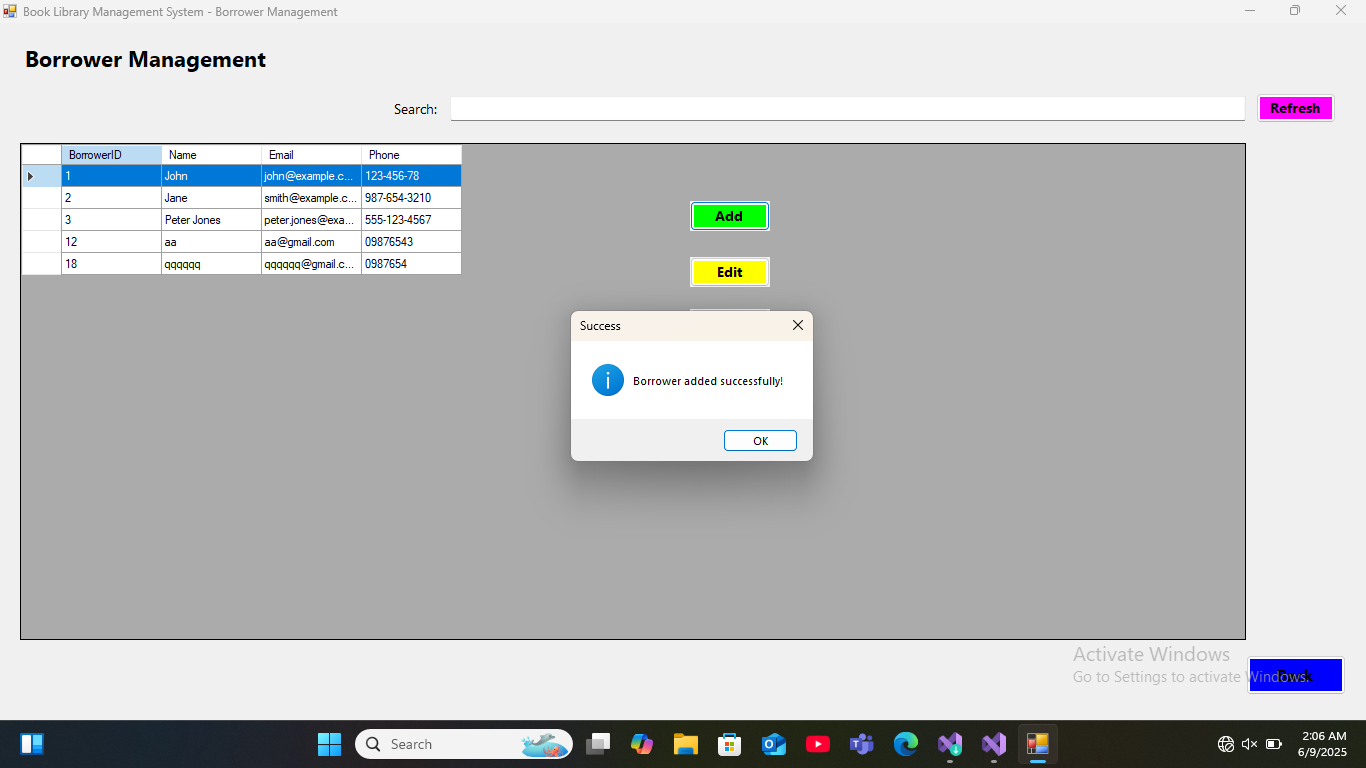 Book Library Management System - Borrower Management
Borrower Management
Search:
Refresh
BorrowerID Name Email Phone
1 John john@example.c... 123-456-78
2 Jane smith@example.c... 987-654-3210
3 Peter Jones peter.jones@exa... 555-123-4567
12 aa aa@gmail.com 09876543
18 qqqqqq qqqqqq@gmail.c... 0987654
Add
Edit
Success
Borrower added successfully!
OK
Activate Windows
Go to Settings to activate Windows.
Back
Search
2:06 AM
6/9/2025